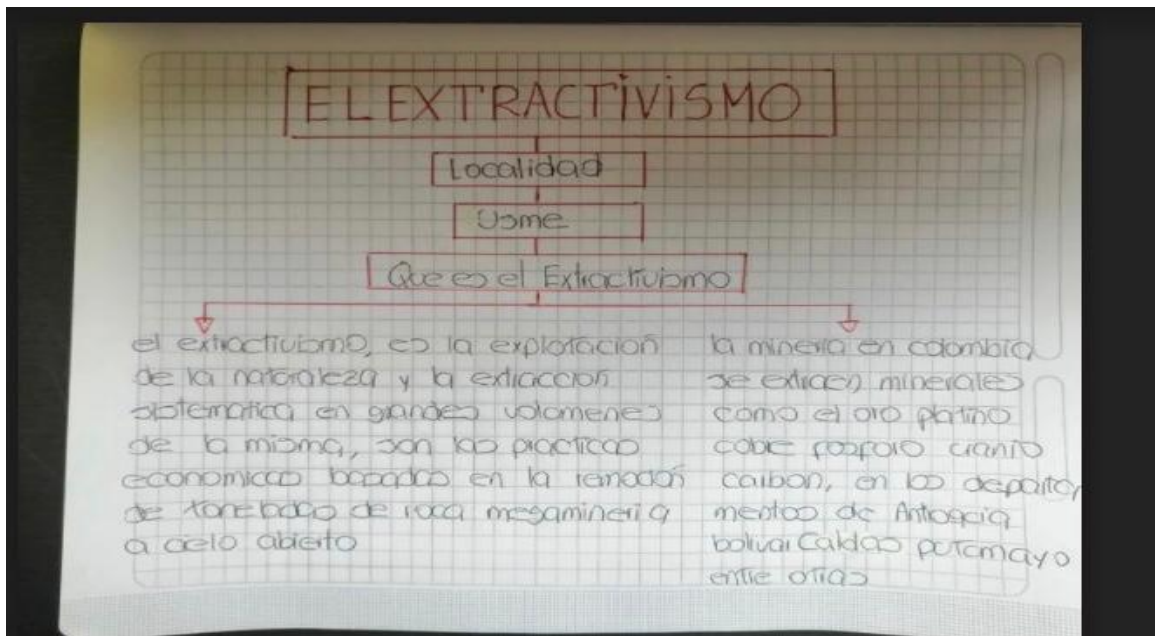 EL EXTRACTIVISMO
Localidad
Usme
Que es el Extractivismo
el extractivismo, es la explotacion
de la naturaleza y la extraccion
sistematica en grandes volumenes
de la misma, son las practicas
economicas basadas en la remocion
de toneladas de roca megamineria
a cielo abierto
la mineria en colombia
se extraen minerales
como el oro platino
cobre fosforo uranio
carbon, en los departa,
mentos de Antioquia
bolivar Caldas putumayo
entre otras